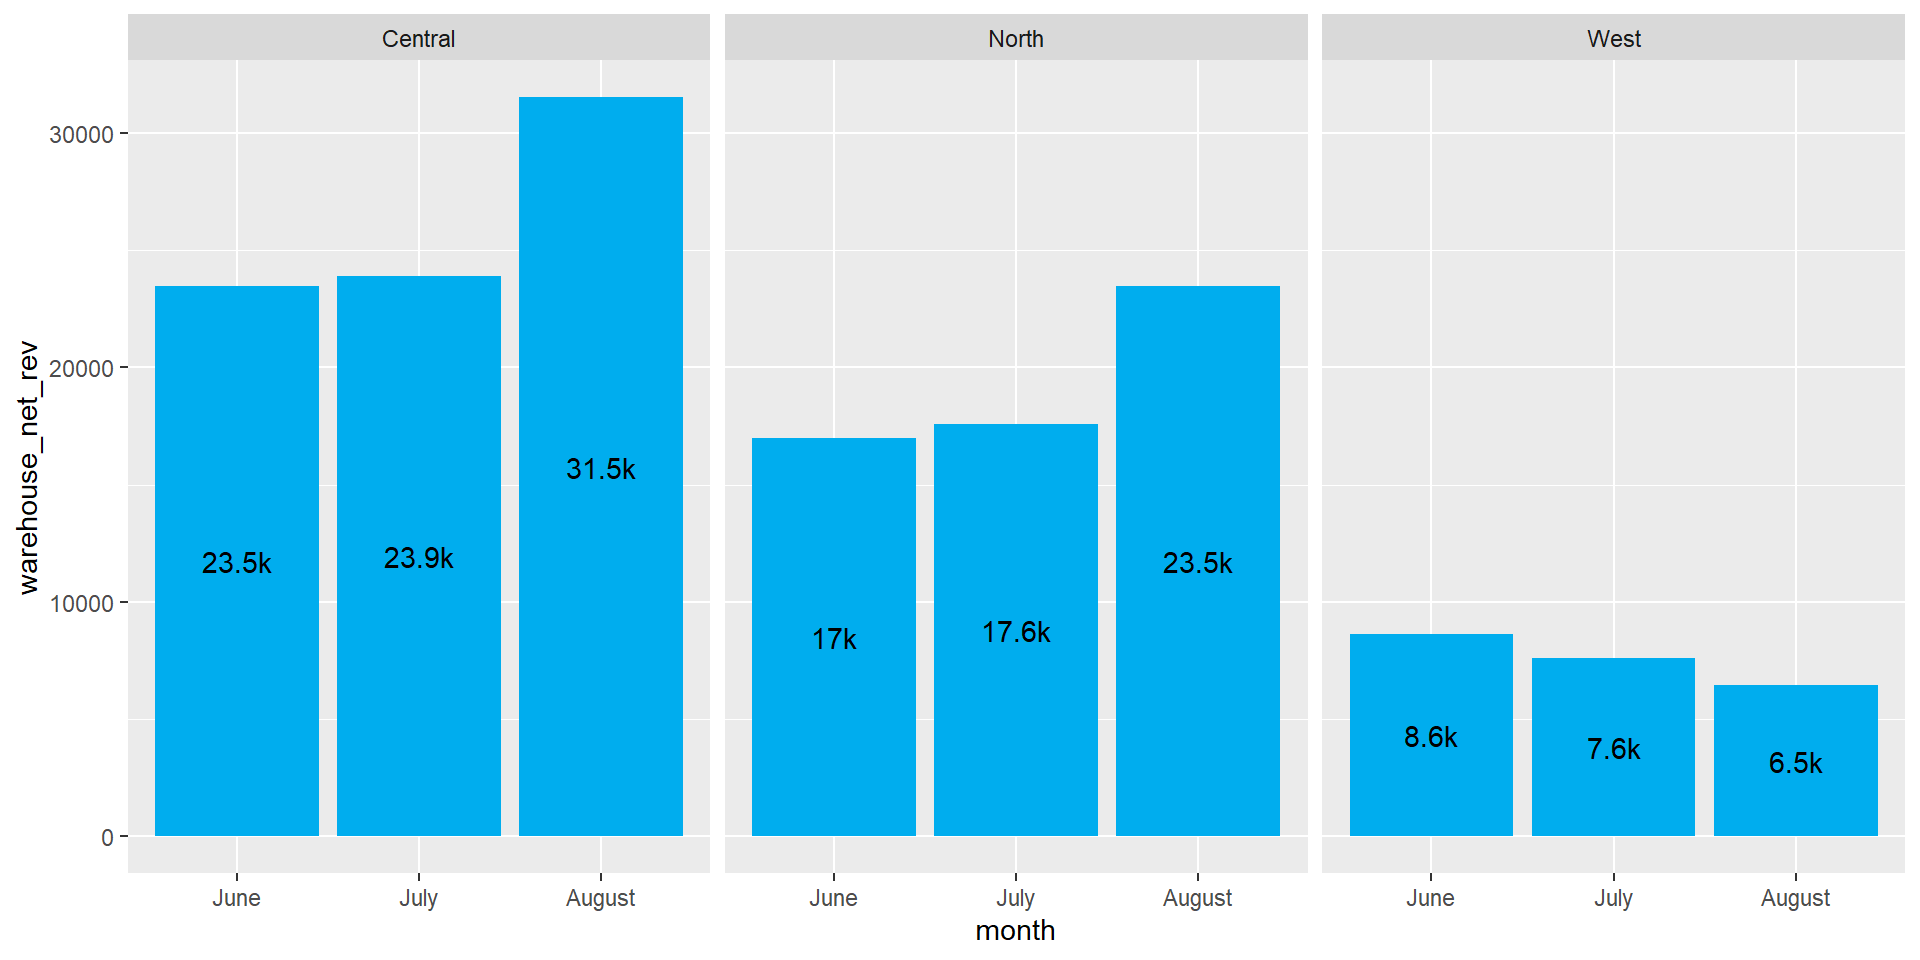 Central North West
30000
20000
10000
0
warehouse_net_rev
31.5k
23.5k 23.9k
23.5k
17k 17.6k
8.6k 7.6k 6.5k
June July August June July August June July August
month